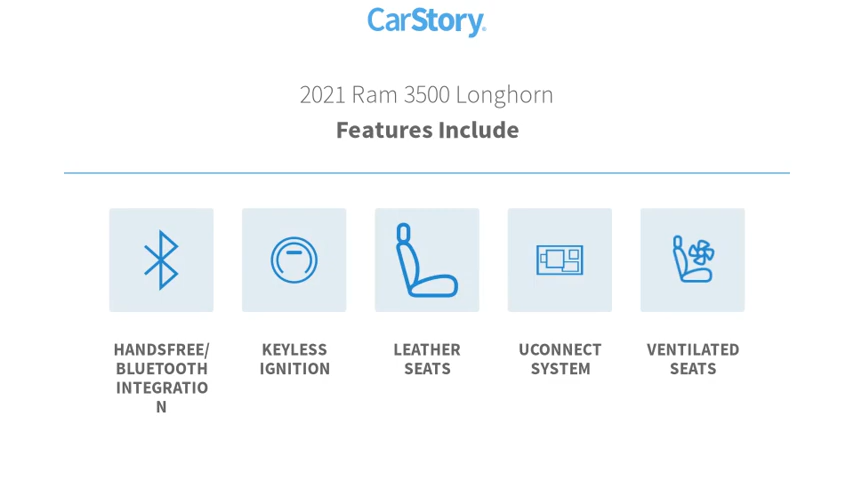 CarStory
2021 Ram 3500 Longhorn
Features Include
HANDSFREE/
BLUETOOTH
INTEGRATIO
N
KEYLESS
IGNITION
LEATHER
SEATS
UCONNECT
SYSTEM
VENTILATED
SEATS